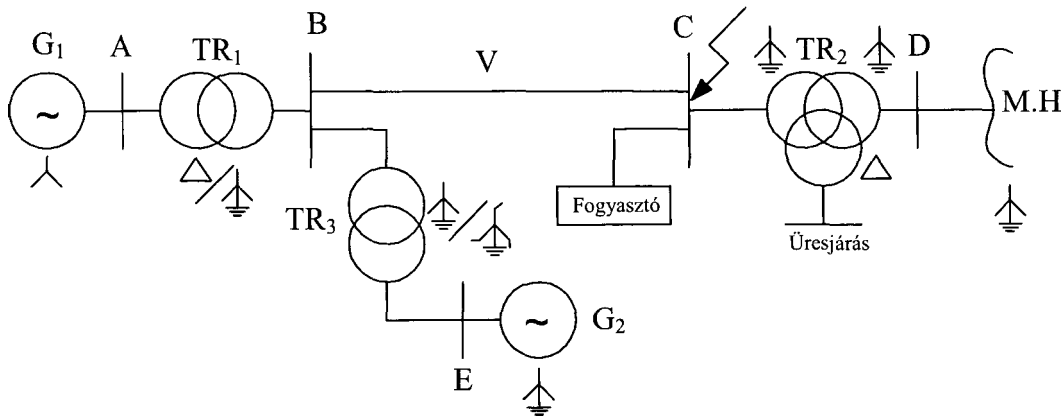 G₁
A
TR₁
B
V
C
TR₂
D
M.H
~
TR₃
Fogyasztó
Üresjárás
~
G₂
E